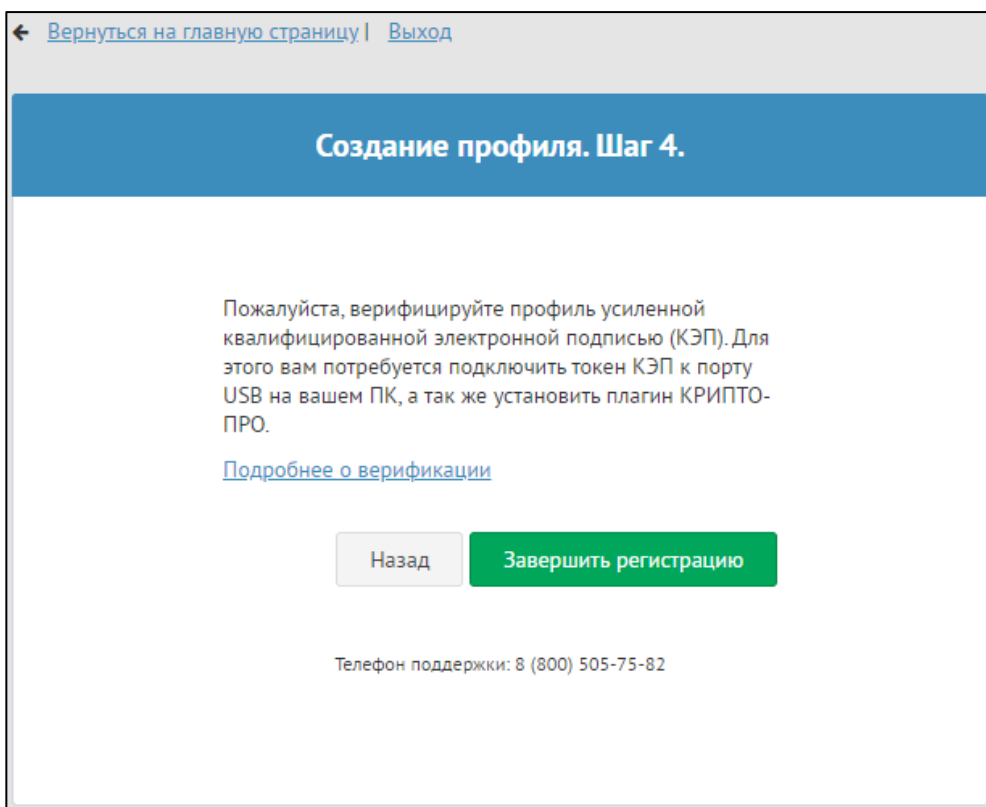 ← Вернуться на главную страницу | Выход
Создание профиля. Шаг 4.
Пожалуйста, верифицируйте профиль усиленной
квалифицированной электронной подписью (КЭП). Для
этого вам потребуется подключить токен КЭП к порту
USB на вашем ПК, а так же установить плагин КРИПТО-
ПРО.
Подробнее о верификации
Назад Завершить регистрацию
Телефон поддержки: 8 (800) 505-75-82